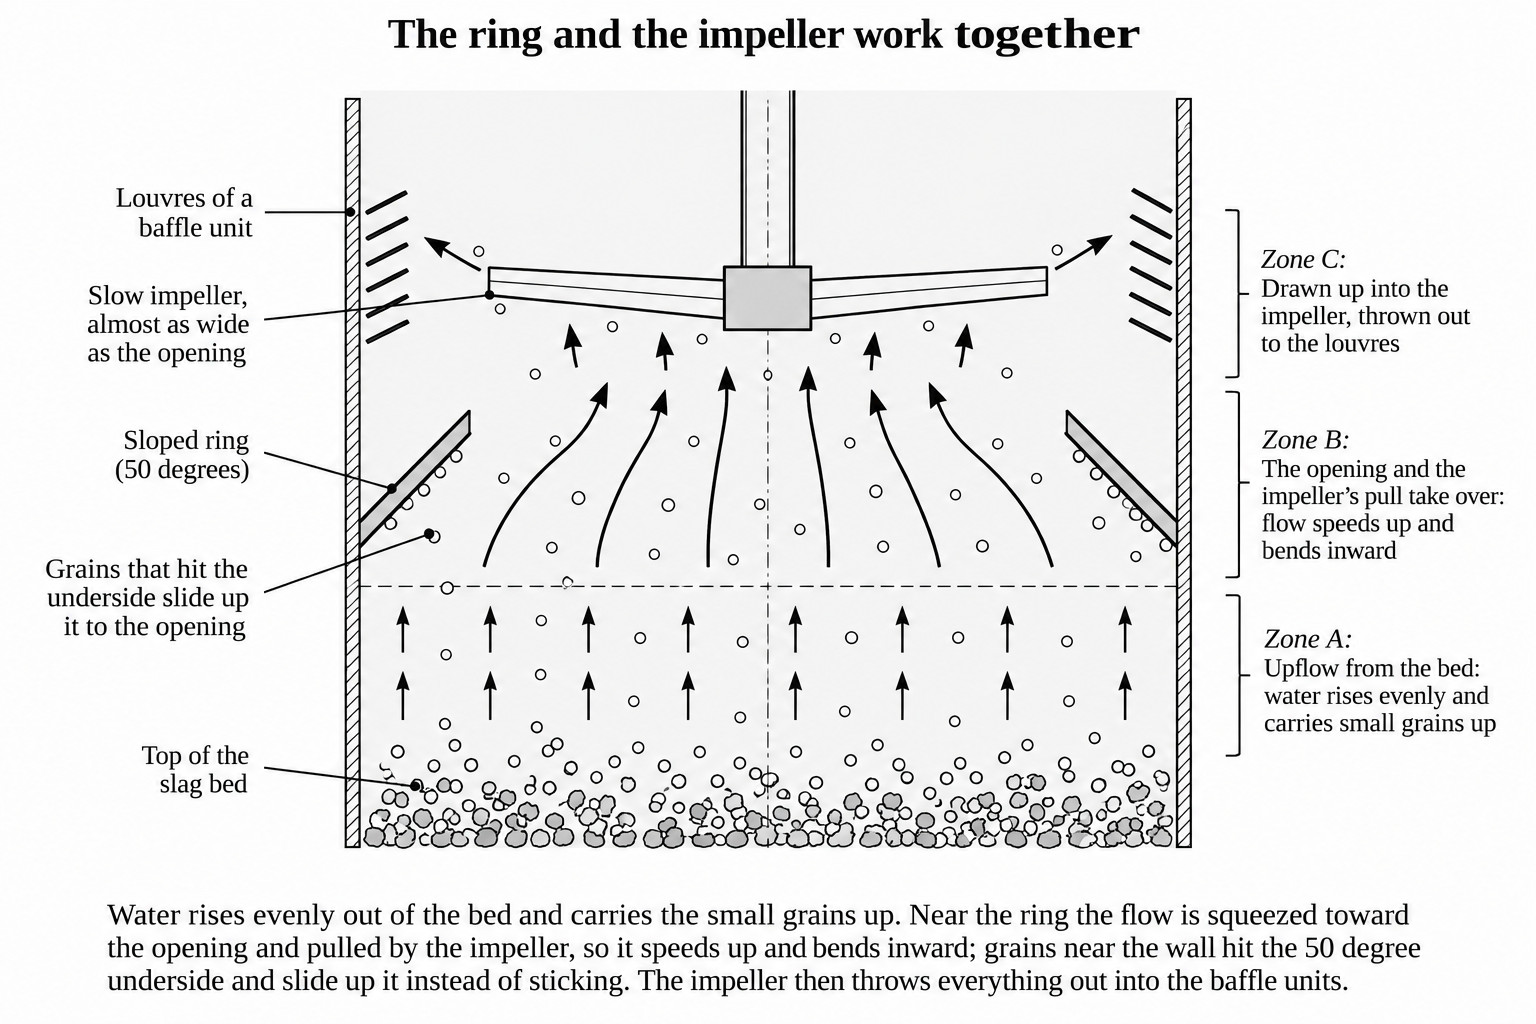 The ring and the impeller work together
Louvres of a
baffle unit
Slow impeller,
almost as wide
as the opening
Sloped ring
(50 degrees)
Grains that hit the
underside slide up
it to the opening
Top of the
slag bed
Zone C:
Drawn up into the
impeller, thrown out
to the louvres
Zone B:
The opening and the
impeller’s pull take over:
flow speeds up and
bends inward
Zone A:
Upflow from the bed:
water rises evenly and
carries small grains up
Water rises evenly out of the bed and carries the small grains up. Near the ring the flow is squeezed toward
the opening and pulled by the impeller, so it speeds up and bends inward; grains near the wall hit the 50 degree
underside and slide up it instead of sticking. The impeller then throws everything out into the baffle units.